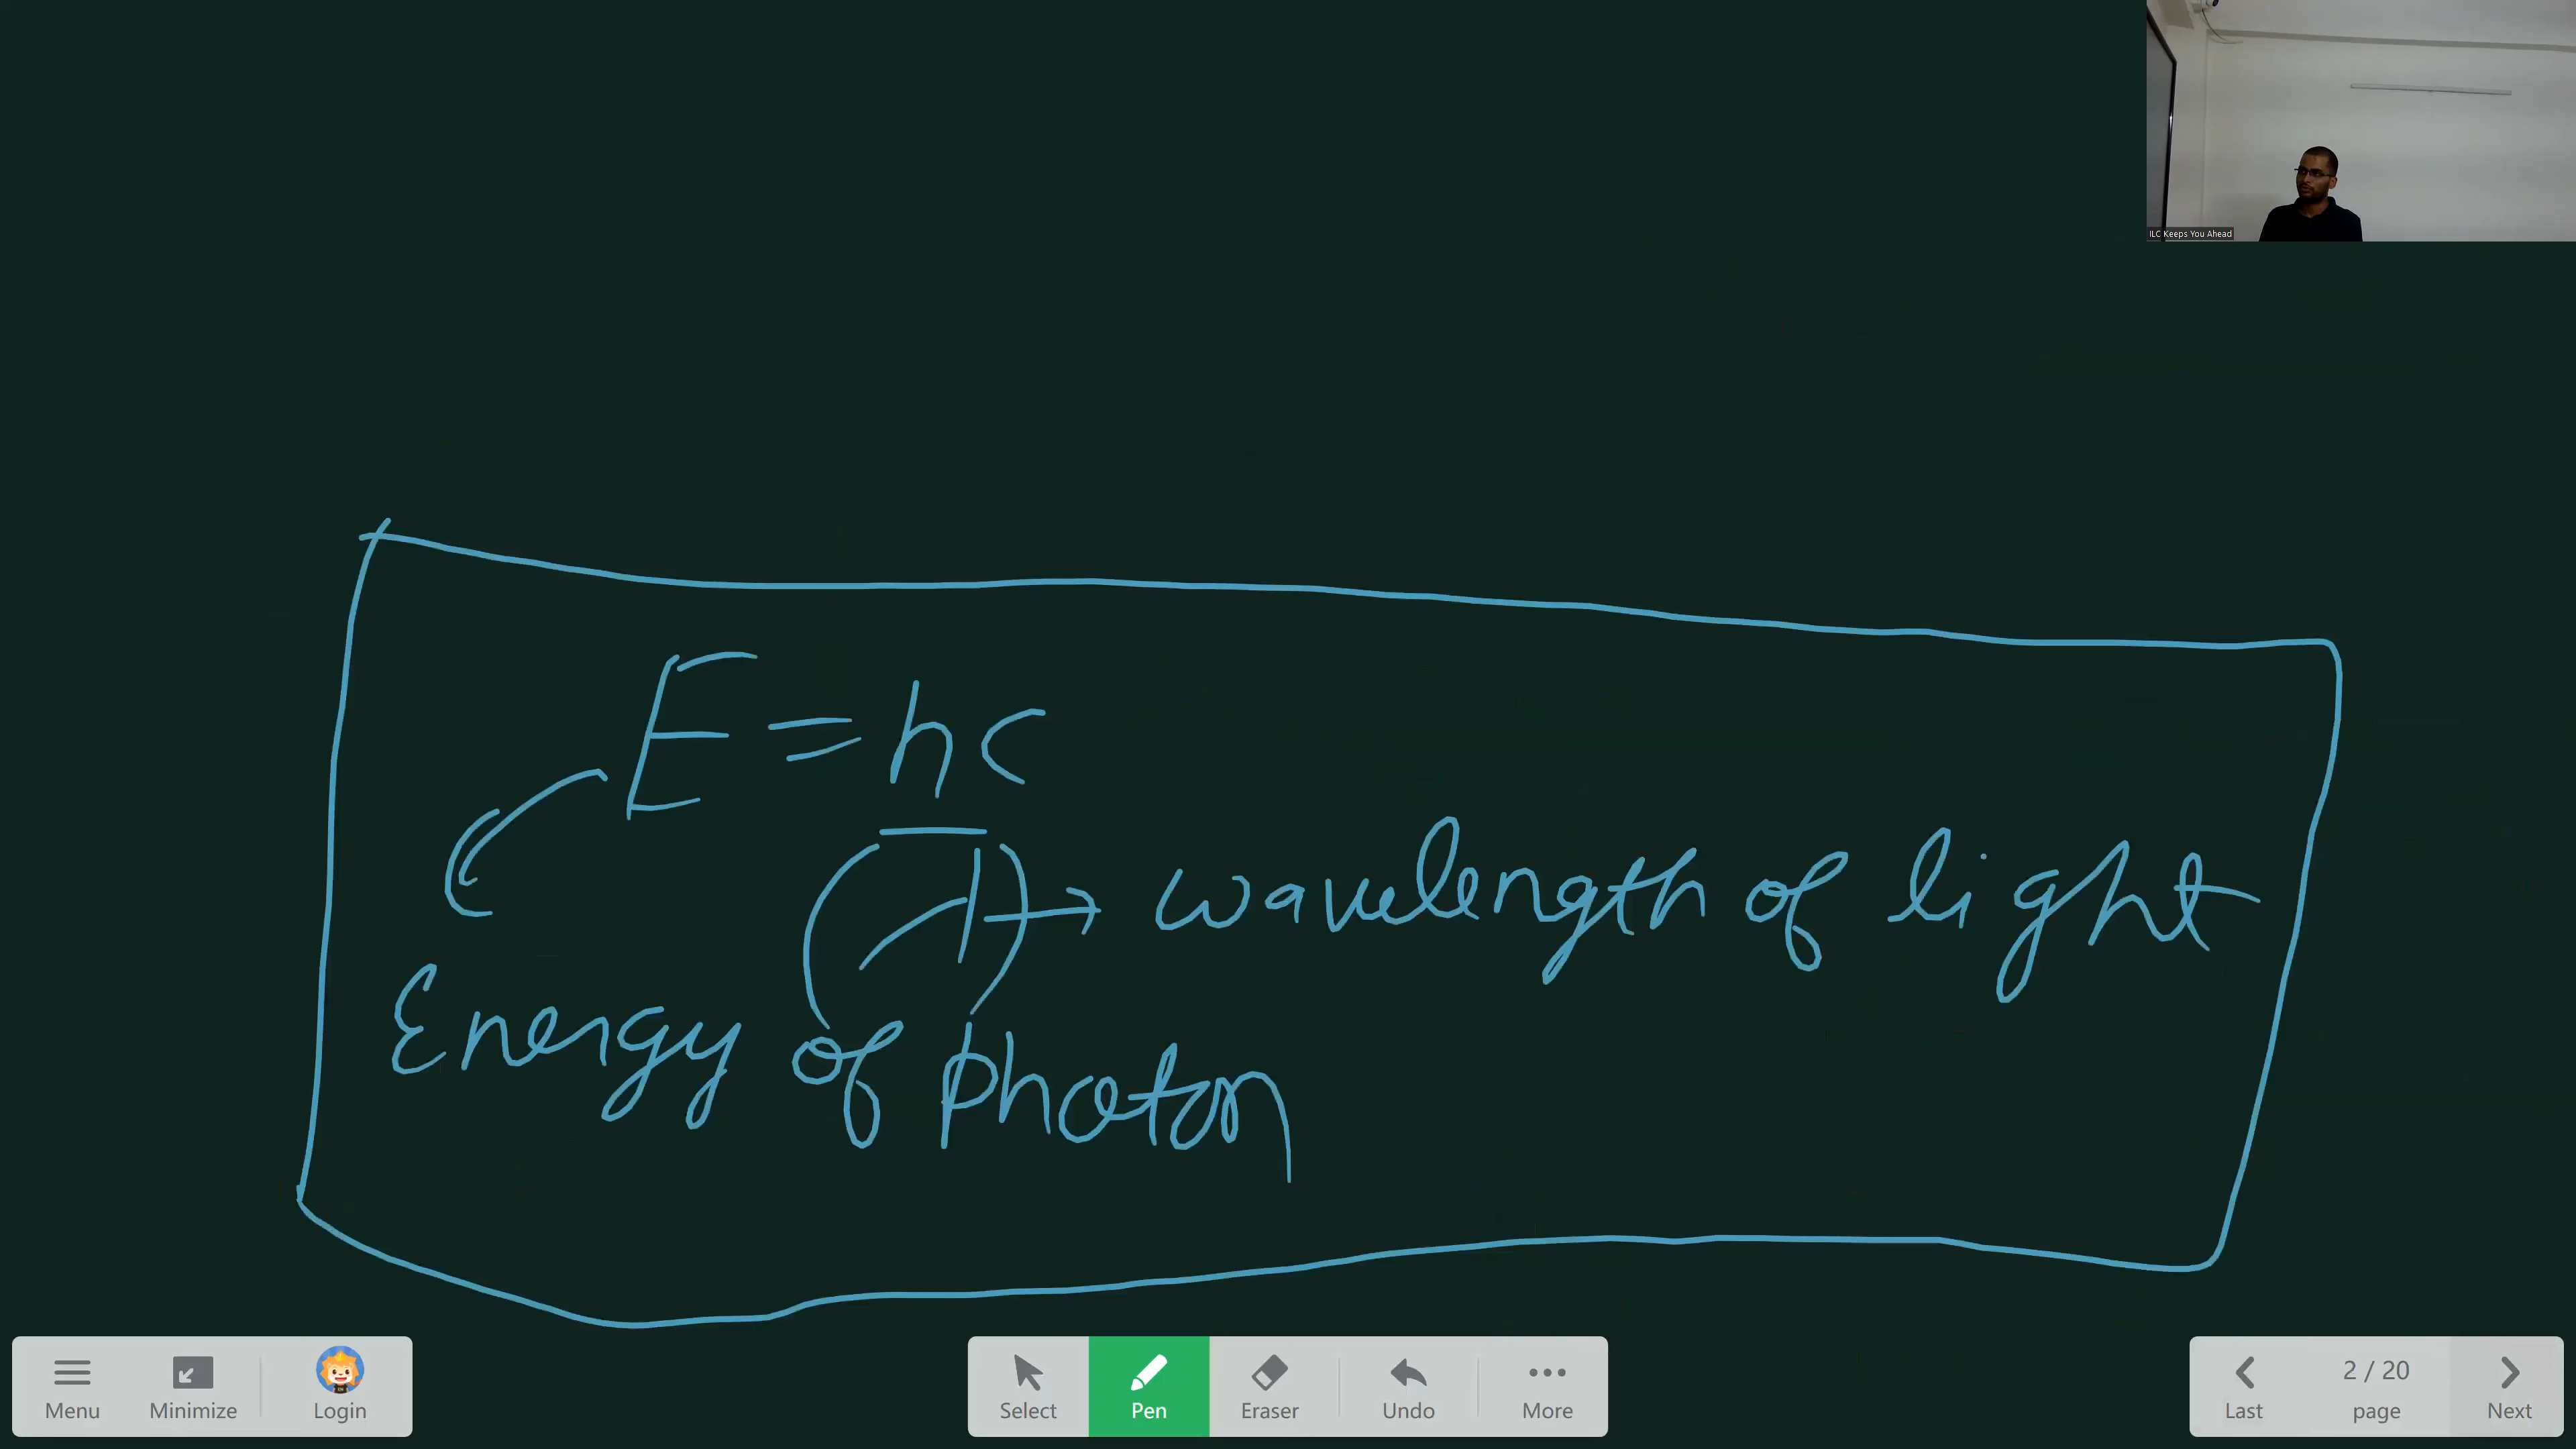 ILC Keeps You Ahead
E = hc
λ → wavelength of light
Energy of photon
Menu
Minimize
Login
Select
Pen
Eraser
Undo
More
Last
2 / 20
page
Next